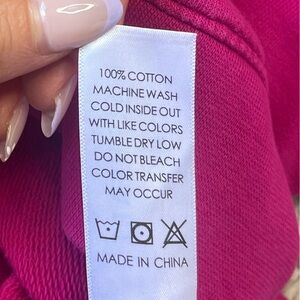 100% COTTON
MACHINE WASH
COLD INSIDE OUT
WITH LIKE COLORS
TUMBLE DRY LOW
DO NOT BLEACH
COLOR TRANSFER
MAY OCCUR
MADE IN CHINA